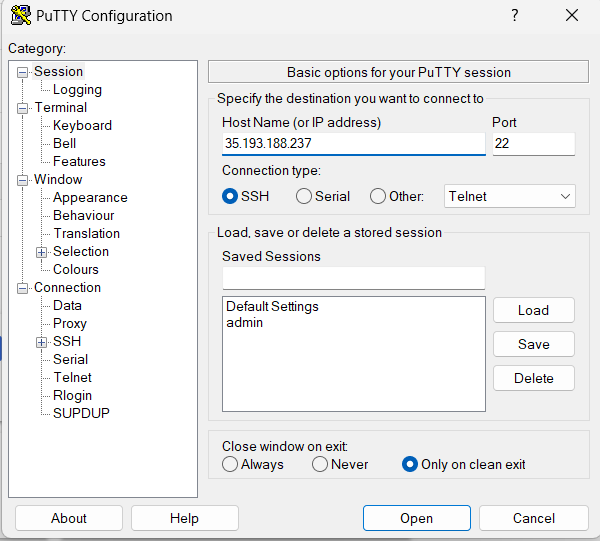 PuTTY Configuration
?
Category:
Session
Logging
Terminal
Keyboard
Bell
Features
Window
Appearance
Behaviour
Translation
Selection
Colours
Connection
Data
Proxy
SSH
Serial
Telnet
Rlogin
SUPDUP
Basic options for your PuTTY session
Specify the destination you want to connect to
Host Name (or IP address) Port
35.193.188.237 22
Connection type:
SSH Serial Other: Telnet
Load, save or delete a stored session
Saved Sessions
Default Settings
admin
Load
Save
Delete
Close window on exit:
Always Never Only on clean exit
About Help Open Cancel